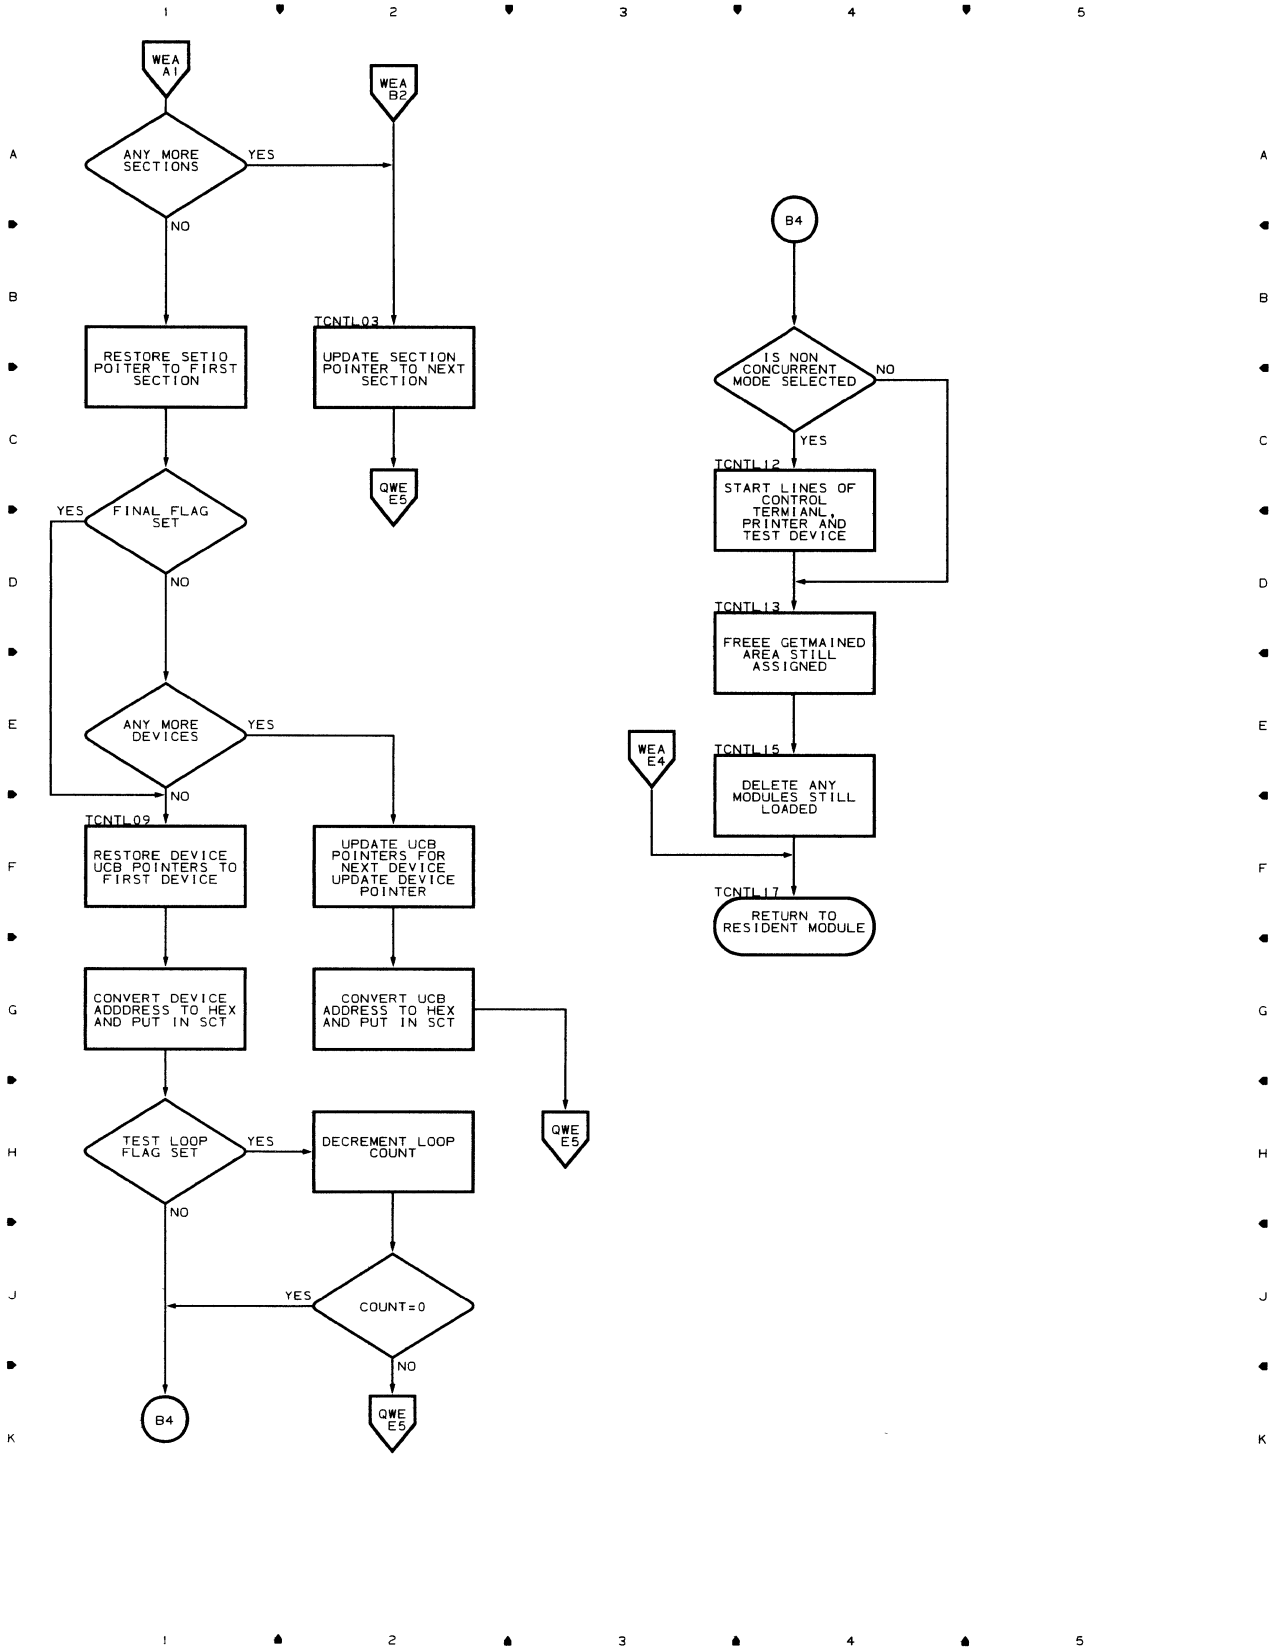 1 2 3 4 5
WEA
A1
WEA
B2
A
ANY MORE
SECTIONS
YES
A
NO
B4
B
B
TCNTL03
RESTORE SETIO
POITER TO FIRST
SECTION
UPDATE SECTION
POINTER TO NEXT
SECTION
IS NON
CONCURRENT
MODE SELECTED
NO
C
YES
C
QWE
E5
TCNTL12
START LINES OF
CONTROL
TERMIANL,
PRINTER AND
TEST DEVICE
YES
FINAL FLAG
SET
D
NO
D
TCNTL13
FREEE GETMAINED
AREA STILL
ASSIGNED
E
ANY MORE
DEVICES
YES
E
WEA
E4
TCNTL15
DELETE ANY
MODULES STILL
LOADED
NO
TCNTL09
RESTORE DEVICE
UCB POINTERS TO
FIRST DEVICE
UPDATE UCB
POINTERS FOR
NEXT DEVICE
UPDATE DEVICE
POINTER
F
F
TCNTL17
RETURN TO
RESIDENT MODULE
G
CONVERT DEVICE
ADDDRESS TO HEX
AND PUT IN SCT
CONVERT UCB
ADDRESS TO HEX
AND PUT IN SCT
G
QWE
E5
H
TEST LOOP
FLAG SET
YES
DECREMENT LOOP
COUNT
H
NO
J
YES
COUNT=0
J
NO
B4
QWE
E5
K
K
1 2 3 4 5